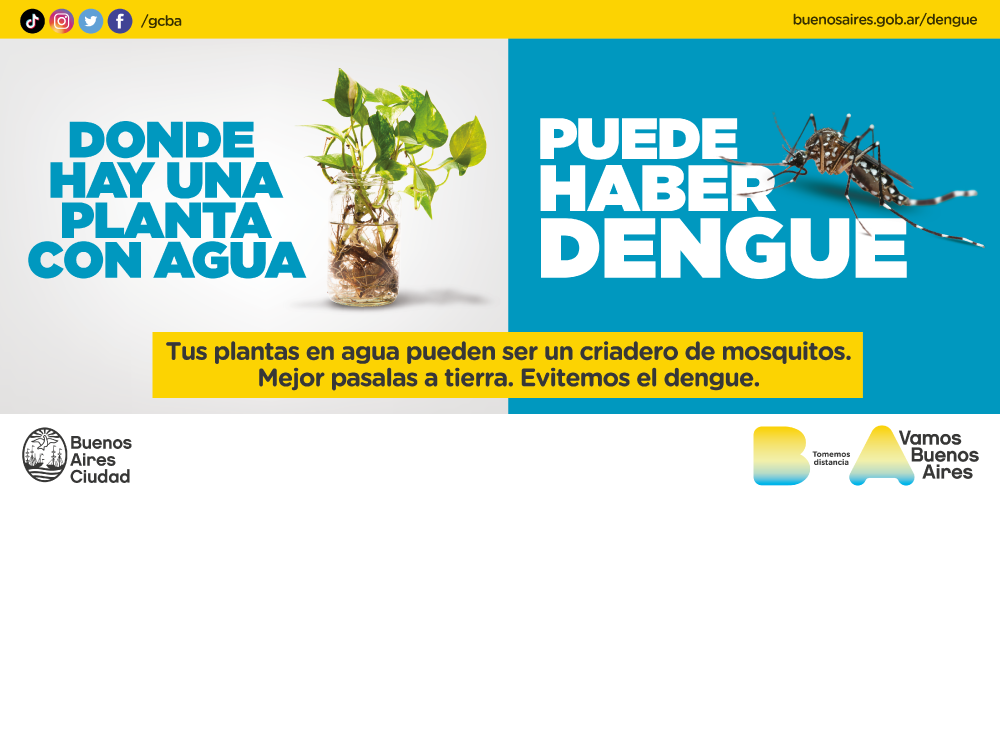 /gcba
buenosaires.gob.ar/dengue
DONDE
HAY UNA
PLANTA
CON AGUA
PUEDE
HABER
DENGUE
Tus plantas en agua pueden ser un criadero de mosquitos.
Mejor pasalas a tierra. Evitemos el dengue.
Buenos
Aires
Ciudad
B
Tomemos
distancia
A
Vamos
Buenos
Aires